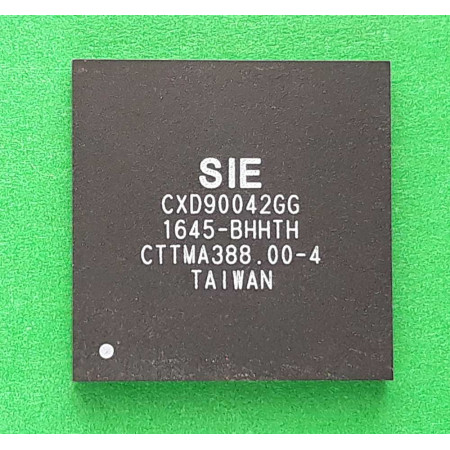 SIE
CXD90042GG
1645-BHHTH
CTTMA388.00-4
TAIWAN